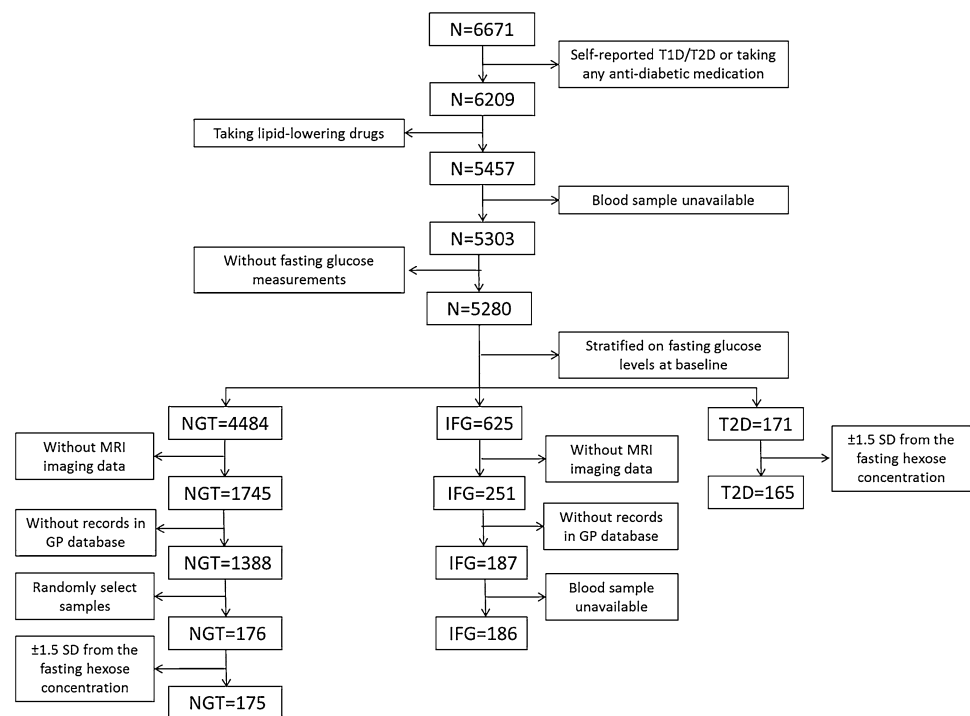 N=6671
Self-reported T1D/T2D or taking
any anti-diabetic medication
N=6209
Taking lipid-lowering drugs
N=5457
Blood sample unavailable
N=5303
Without fasting glucose
measurements
N=5280
Stratified on fasting glucose
levels at baseline
NGT=4484
IFG=625
T2D=171
Without MRI
imaging data
Without MRI
imaging data
±1.5 SD from the
fasting hexose
concentration
NGT=1745
IFG=251
T2D=165
Without records in
GP database
Without records
in GP database
NGT=1388
IFG=187
Randomly select
samples
Blood sample
unavailable
NGT=176
IFG=186
±1.5 SD from the
fasting hexose
concentration
NGT=175